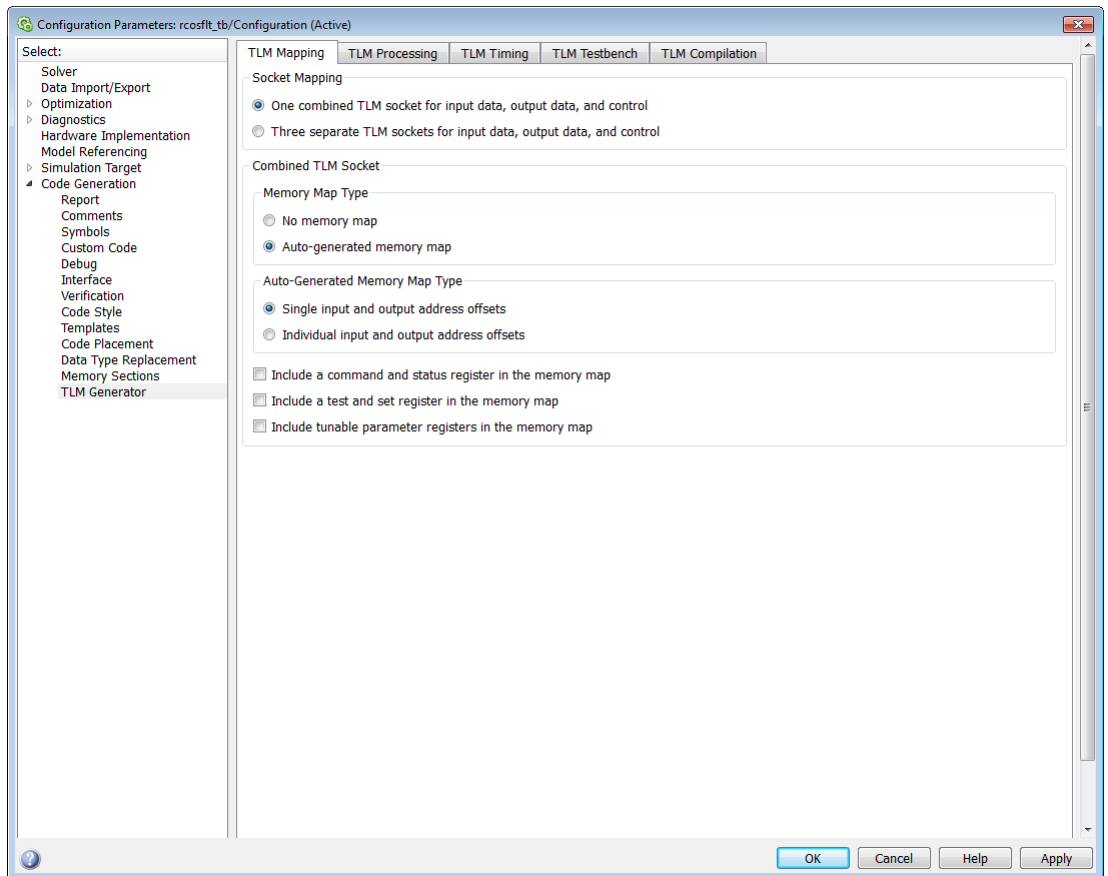 Configuration Parameters: rcosflt_tb/Configuration (Active)
Select:
Solver
Data Import/Export
Optimization
Diagnostics
Hardware Implementation
Model Referencing
Simulation Target
Code Generation
Report
Comments
Symbols
Custom Code
Debug
Interface
Verification
Code Style
Templates
Code Placement
Data Type Replacement
Memory Sections
TLM Generator
TLM Mapping TLM Processing TLM Timing TLM Testbench TLM Compilation
Socket Mapping
One combined TLM socket for input data, output data, and control
Three separate TLM sockets for input data, output data, and control
Combined TLM Socket
Memory Map Type
No memory map
Auto-generated memory map
Auto-Generated Memory Map Type
Single input and output address offsets
Individual input and output address offsets
Include a command and status register in the memory map
Include a test and set register in the memory map
Include tunable parameter registers in the memory map
OK Cancel Help Apply